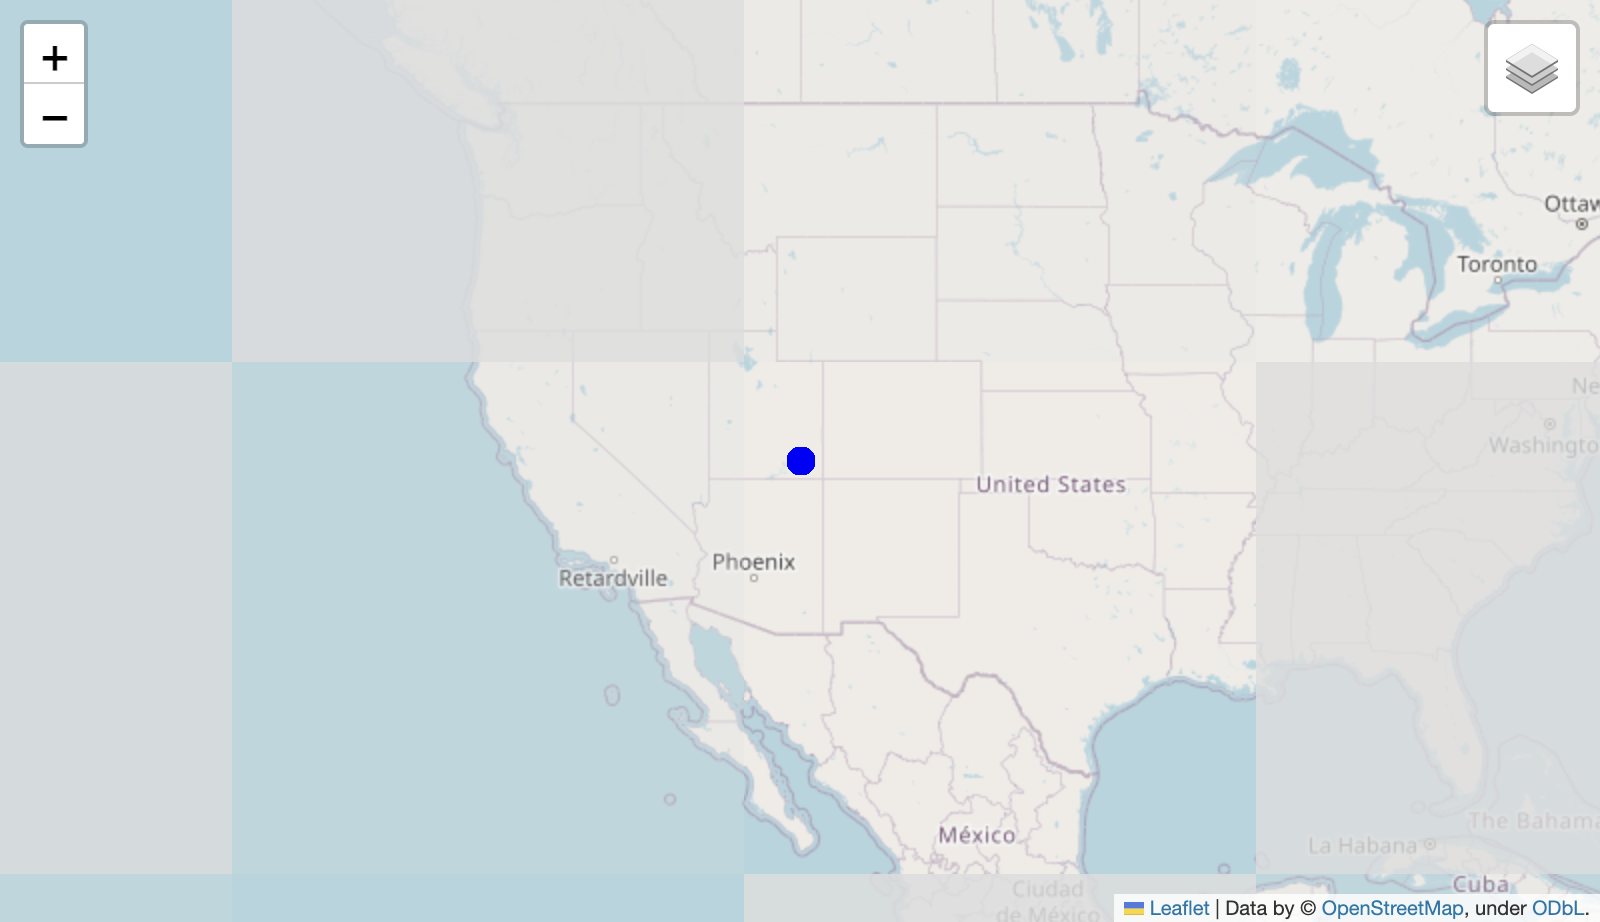 +
−
Ottaw
Toronto
Ne
Washingto
United States
Phoenix
Retardville
México
The Bahama
La Habana
Cuba
Ciudad
de México
Leaflet | Data by © OpenStreetMap, under ODbL.